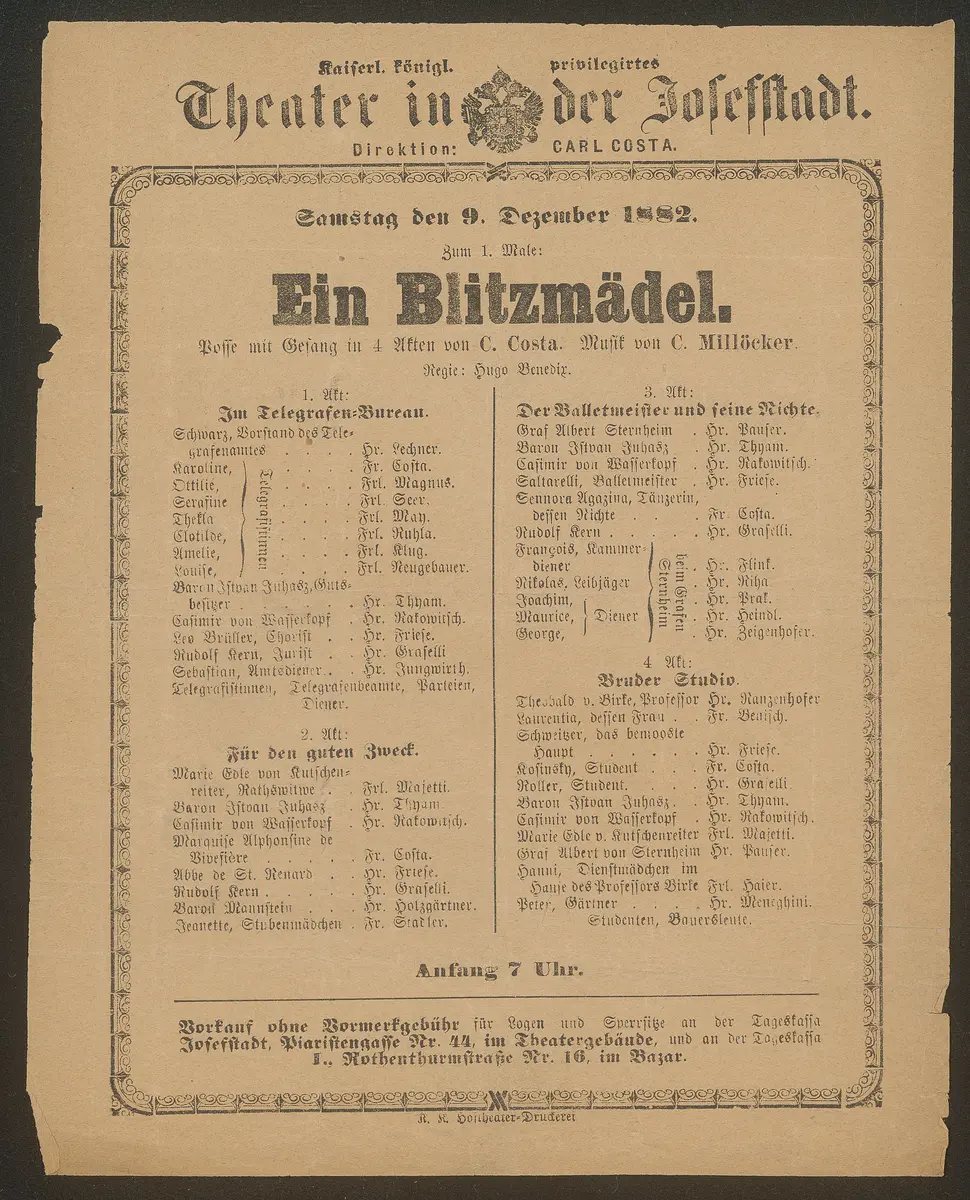 Kaiserl. königl. privilegirtes
Theater in der Josefstadt.
Direktion: CARL COSTA.
Samstag den 9. Dezember 1882.
Zum 1. Male:
Ein Blitzmädel.
Posse mit Gesang in 4 Akten von C. Costa. Musik von C. Millöcker.
Regie: Hugo Benedix.
1. Akt:
Im Telegrafen-Bureau.
Schwarz, Vorstand des Tele-
grafenamtes . . . . Hr. Lechner.
Karoline, . . . . Fr. Costa.
Ottilie, . . . . Frl. Magnus.
Serafine . . . . Frl. Seer.
Thekla . . . . Frl. May.
Clotilde, . . . . Frl. Ruhla.
Amelie, . . . . Frl. Klug.
Louise, . . . . Frl. Neugebauer.
Telegrafistinnen
Baron Istvan Juhasz, Guts-
besitzer . . . . . . Hr. Thyam.
Casimir von Wasserkopf . Hr. Rakowitsch.
Leo Brüller, Chorist . . Hr. Friese.
Rudolf Kern, Jurist . . Hr. Graselli
Sebastian, Amtsdiener . . Hr. Jungwirth.
Telegrafistinnen, Telegrafenbeamte, Parteien,
Diener.
2. Akt:
Für den guten Zweck.
Marie Edle von Kutschen-
reiter, Rathswitwe . . Frl. Masetti.
Baron Istvan Juhasz . Hr. Thyam
Casimir von Wasserkopf . Hr. Rakowitsch.
Marquise Alphonsine de
Vivesière . . . . . Fr. Costa.
Abbe de St. Renard . . Hr. Friese.
Rudolf Kern . . . . . Hr. Graselli.
Baron Mannstein . . . Hr. Holzgärtner.
Jeanette, Stubenmädchen . Fr. Stadler.
3. Akt:
Der Balletmeister und seine Nichte.
Graf Albert Sternheim . Hr. Pauser.
Baron Istvan Juhasz . Hr. Thyam.
Casimir von Wasserkopf . Hr. Rakowitsch.
Saltarelli, Balletmeister . Hr. Friese.
Sennora Agazina, Tänzerin,
dessen Nichte . . . . Fr. Costa.
Rudolf Kern . . . . . Hr. Graselli.
François, Kammer-
diener . Hr. Flink.
Nikolas, Leibjäger . Hr. Riha
Joachim, . Hr. Prak.
Maurice, Diener . Hr. Heindl.
George, . Hr. Zeigenhofer.
beim Grafen
Sternheim
4 Akt:
Bruder Studio.
Theobald v. Birke, Professor Hr. Ranzenhofer
Laurentia, dessen Frau . . Fr. Benisch.
Schweitzer, das bemooste
Haupt . . . . . . Hr. Friese.
Kosinsky, Student . . . Fr. Costa.
Roller, Student. . . . Hr. Graselli.
Baron Istvan Juhasz. . Hr. Thyam.
Casimir von Wasserkopf . Hr. Rakowitsch.
Marie Edle v. Kutschenreiter Frl. Masetti.
Graf Albert von Sternheim Hr. Pauser.
Hanni, Dienstmädchen im
Hause des Professors Birke Frl. Haier.
Peter, Gärtner . . . . Hr. Meneghini.
Studenten, Bauersleute.
Anfang 7 Uhr.
Vorkauf ohne Vormerkgebühr für Logen und Sperrsitze an der Tageskassa
Josefstadt, Piaristengasse Nr. 44, im Theatergebäude, und an der Tageskassa
I., Rothenthurmstraße Nr. 16, im Bazar.
K. K. Hoftheater-Druckerei